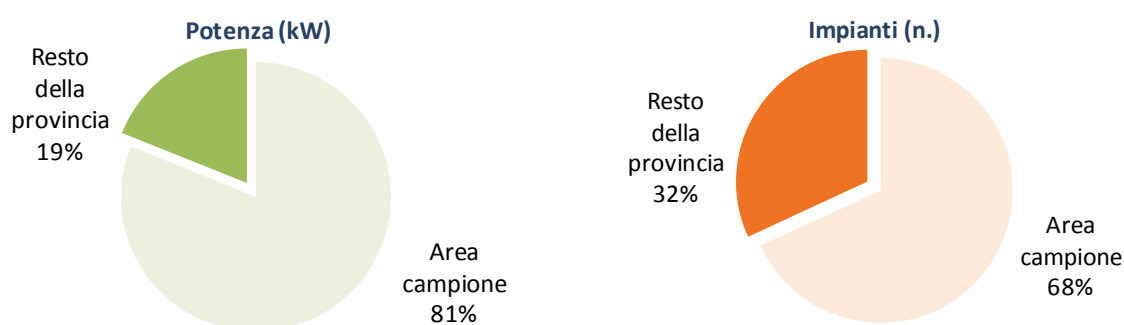 Potenza (kW)
Resto
della
provincia
19%
Area
campione
81%
Impianti (n.)
Resto
della
provincia
32%
Area
campione
68%